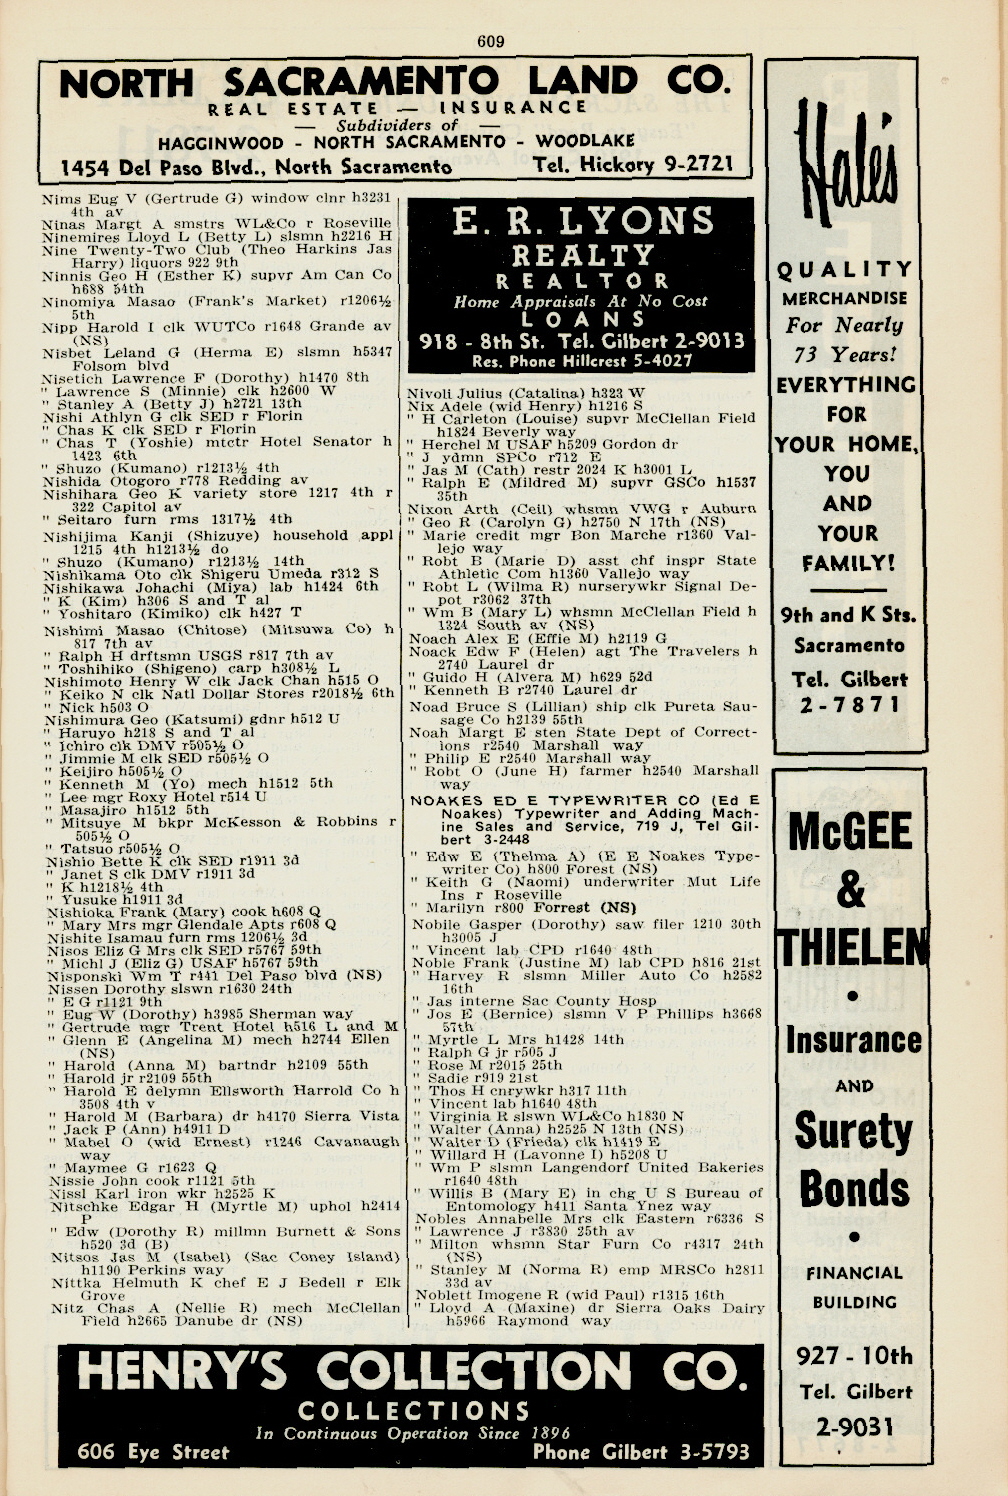 609
NORTH SACRAMENTO LAND CO.
REAL ESTATE — INSURANCE
— Subdividers of —
HAGGINWOOD - NORTH SACRAMENTO - WOODLAKE
1454 Del Paso Blvd., North Sacramento Tel. Hickory 9-2721
Nims Eug V (Gertrude G) window clnr h3231
4th av
Ninas Margt A smstrs WL&Co r Roseville
Ninemires Lloyd L (Betty L) slsmn h2216 H
Nine Twenty-Two Club (Theo Harkins Jas
Harry) liquors 922 9th
Ninnis Geo H (Esther K) supvr Am Can Co
h688 54th
Ninomiya Masao (Frank's Market) r1206½
5th
Nipp Harold I clk WUTCo r1648 Grande av
(NS)
Nisbet Leland G (Herma E) slsmn h5347
Folsom blvd
Nisetich Lawrence F (Dorothy) h1470 8th
" Lawrence S (Minnie) clk h2600 W
" Stanley A (Betty J) h2721 13th
Nishi Athlyn G clk SED r Florin
" Chas K clk SED r Florin
" Chas T (Yoshie) mtctr Hotel Senator h
1423 6th
" Shuzo (Kumano) r1213½ 4th
Nishida Otogoro r778 Redding av
Nishihara Geo K variety store 1217 4th r
322 Capitol av
" Seitaro furn rms 1317½ 4th
Nishijima Kanji (Shizuye) household appl
1215 4th h1213½ do
" Shuzo (Kumano) r1213½ 14th
Nishikama Oto clk Shigeru Umeda r312 S
Nishikawa Johachi (Miya) lab h1424 6th
" K (Kim) h306 S and T al
" Yoshitaro (Kimiko) clk h427 T
Nishimi Masao (Chitose) (Mitsuwa Co) h
817 7th av
" Ralph H drftsmn USGS r817 7th av
" Toshihiko (Shigeno) carp h308½ L
Nishimoto Henry W clk Jack Chan h515 O
" Keiko N clk Natl Dollar Stores r2018½ 6th
" Nick h503 O
Nishimura Geo (Katsumi) gdnr h512 U
" Haruyo h218 S and T al
" Ichiro clk DMV r505½ O
" Jimmie M clk SED r505½ O
" Keijiro h505½ O
" Kenneth M (Yo) mech h1512 5th
" Lee mgr Roxy Hotel r514 U
" Masajiro h1512 5th
" Mitsuye M bkpr McKesson & Robbins r
505½ O
" Tatsuo r505½ O
Nishio Bette K clk SED r1911 3d
" Janet S clk DMV r1911 3d
" K h1218½ 4th
" Yusuke h1911 3d
Nishioka Frank (Mary) cook h608 Q
" Mary Mrs mgr Glendale Apts r608 Q
Nishite Isamau furn rms 1206½ 3d
Nisos Eliz G Mrs clk SED r5767 59th
" Michl J (Eliz G) USAF h5767 59th
Nisponski Wm T r441 Del Paso blvd (NS)
Nissen Dorothy slswn r1630 24th
" E G r1121 9th
" Eug W (Dorothy) h3985 Sherman way
" Gertrude mgr Trent Hotel h516 L and M
" Glenn E (Angelina M) mech h2744 Ellen
(NS)
" Harold (Anna M) bartndr h2109 55th
" Harold jr r2109 55th
" Harold E delymn Ellsworth Harrold Co h
3508 4th v
" Harold M (Barbara) dr h4170 Sierra Vista
" Jack P (Ann) h4911 D
" Mabel O (wid Ernest) r1246 Cavanaugh
way
" Maymee G r1623 Q
Nissie John cook r1121 5th
Nissl Karl iron wkr h2525 K
Nitschke Edgar H (Myrtle M) uphol h2414
P
" Edw (Dorothy R) millmn Burnett & Sons
h520 3d (B)
Nitsos Jas M (Isabel) (Sac Coney Island)
h1190 Perkins way
Nittka Helmuth K chef E J Bedell r Elk
Grove
Nitz Chas A (Nellie R) mech McClellan
Field h2665 Danube dr (NS)
E. R. LYONS
REALTY
REALTOR
Home Appraisals At No Cost
LOANS
918 - 8th St. Tel. Gilbert 2-9013
Res. Phone Hillcrest 5-4027
Nivoli Julius (Catalina) h323 W
Nix Adele (wid Henry) h1216 S
" H Carleton (Louise) supvr McClellan Field
h1824 Beverly way
" Herchel M USAF h5209 Gordon dr
" J ydmn SPCo r712 E
" Jas M (Cath) restr 2024 K h3001 L
" Ralph E (Mildred M) supvr GSCo h1537
35th
Nixon Arth (Ceil) whsmn VWG r Auburn
" Geo R (Carolyn G) h2750 N 17th (NS)
" Marie credit mgr Bon Marche r1360 Val-
lejo way
" Robt B (Marie D) asst chf inspr State
Athletic Com h1360 Vallejo way
" Robt L (Wilma R) nurserywkr Signal De-
pot r3062 37th
" Wm B (Mary L) whsmn McClellan Field h
1324 South av (NS)
Noach Alex E (Effie M) h2119 G
Noack Edw F (Helen) agt The Travelers h
2740 Laurel dr
" Guido H (Alvera M) h629 52d
" Kenneth B r2740 Laurel dr
Noad Bruce S (Lillian) ship clk Pureta Sau-
sage Co h2139 55th
Noah Margt E sten State Dept of Correct-
ions r2540 Marshall way
" Philip E r2540 Marshall way
" Robt O (June H) farmer h2540 Marshall
way
NOAKES ED E TYPEWRITER CO (Ed E
Noakes) Typewriter and Adding Mach-
ine Sales and Service, 719 J, Tel Gil-
bert 3-2448
" Edw E (Thelma A) (E E Noakes Type-
writer Co) h800 Forest (NS)
" Keith G (Naomi) underwriter Mut Life
Ins r Roseville
" Marilyn r800 Forrest (NS)
Nobile Gasper (Dorothy) saw filer 1210 30th
h3005 J
" Vincent lab CPD r1640 48th
Noble Frank (Justine M) lab CPD h816 21st
" Harvey R slsmn Miller Auto Co h2582
16th
" Jas interne Sac County Hosp
" Jos E (Bernice) slsmn V P Phillips h3668
57th
" Myrtle L Mrs h1428 14th
" Ralph G jr r505 J
" Rose M r2015 25th
" Sadie r919 21st
" Thos H cnrywkr h317 11th
" Vincent lab h1640 48th
" Virginia R slswn WL&Co h1830 N
" Walter (Anna) h2525 N 13th (NS)
" Walter D (Frieda) clk h1419 E
" Willard H (Lavonne I) h5208 U
" Wm P slsmn Langendorf United Bakeries
r1640 48th
" Willis B (Mary E) in chg U S Bureau of
Entomology h411 Santa Ynez way
Nobles Annabelle Mrs clk Eastern r6336 S
" Lawrence J r3830 25th av
" Milton whsmn Star Furn Co r4317 24th
(NS)
" Stanley M (Norma R) emp MRSCo h2811
33d av
Noblett Imogene R (wid Paul) r1315 16th
" Lloyd A (Maxine) dr Sierra Oaks Dairy
h5966 Raymond way
HENRY'S COLLECTION CO.
COLLECTIONS
In Continuous Operation Since 1896
606 Eye Street Phone Gilbert 3-5793
Hale's
QUALITY
MERCHANDISE
For Nearly
73 Years!
EVERYTHING
FOR
YOUR HOME,
YOU
AND
YOUR
FAMILY!
9th and K Sts.
Sacramento
Tel. Gilbert
2-7871
McGEE
&
THIELEN
•
Insurance
AND
Surety
Bonds
•
FINANCIAL
BUILDING
927 - 10th
Tel. Gilbert
2-9031